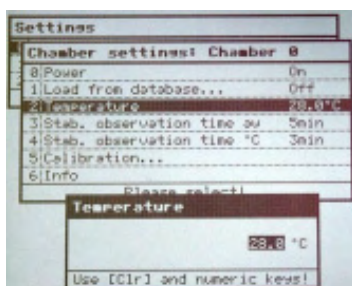 Settings
Chamber settings: Chamber 0
0 Power On
1 Load from database... Off
2 Temperature 28.0°C
3 Stab. observation time aw 5min
4 Stab. observation time °C 3min
5 Calibration...
6 Info
Please select!
Temperature
28.0 °C
Use [Clr] and numeric keys!